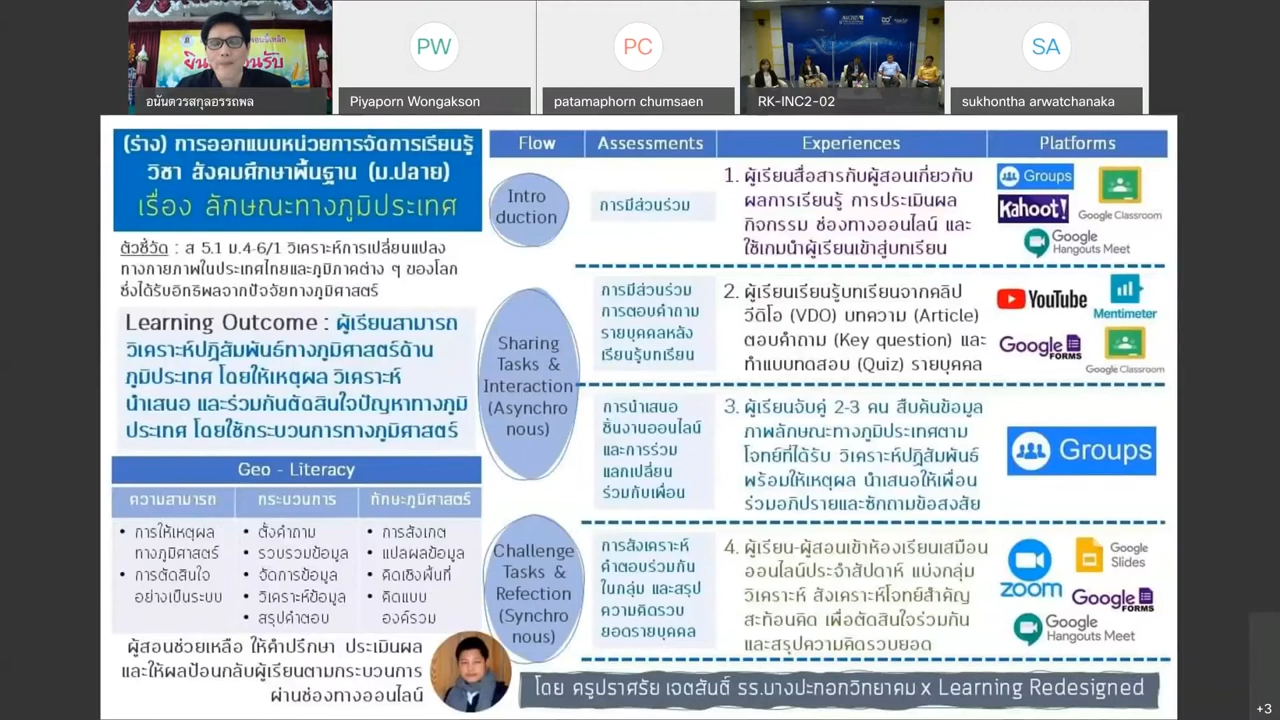 PW
PC
SA
อนันตวรสกุลอรรถพล
Piyaporn Wongakson
patamaphorn chumsaen
RK-INC2-02
sukhontha arwatchanaka
(ร่าง) การออกแบบหน่วยการจัดการเรียนรู้
วิชา สังคมศึกษาพื้นฐาน (ม.ปลาย)
เรื่อง ลักษณะทางภูมิประเทศ
ตัวชี้วัด : ส 5.1 ม.4-6/1 วิเคราะห์การเปลี่ยนแปลง
ทางกายภาพในประเทศไทยและภูมิภาคต่าง ๆ ของโลก
ซึ่งได้รับอิทธิพลจากปัจจัยทางภูมิศาสตร์
Learning Outcome : ผู้เรียนสามารถ
วิเคราะห์ปฏิสัมพันธ์ทางภูมิศาสตร์ด้าน
ภูมิประเทศ โดยให้เหตุผล วิเคราะห์
นำเสนอ และร่วมกันตัดสินใจปัญหาทางภูมิ
ประเทศ โดยใช้กระบวนการทางภูมิศาสตร์
Geo - Literacy
ความสามารถ กระบวนการ ทักษะภูมิศาสตร์
• การให้เหตุผล
ทางภูมิศาสตร์
• การตัดสินใจ
อย่างเป็นระบบ
• ตั้งคำถาม
• รวบรวมข้อมูล
• จัดการข้อมูล
• วิเคราะห์ข้อมูล
• สรุปคำตอบ
• การสังเกต
• แปลผลข้อมูล
• คิดเชิงพื้นที่
• คิดแบบ
องค์รวม
ผู้สอนช่วยเหลือ ให้คำปรึกษา ประเมินผล
และให้ผลป้อนกลับผู้เรียนตามกระบวนการ
ผ่านช่องทางออนไลน์
Flow Assessments Experiences Platforms
Intro
duction
การมีส่วนร่วม
1. ผู้เรียนสื่อสารกับผู้สอนเกี่ยวกับ
ผลการเรียนรู้ การประเมินผล
กิจกรรม ช่องทางออนไลน์ และ
ใช้เกมนำผู้เรียนเข้าสู่บทเรียน
Groups
Kahoot!
Google Classroom
Google
Hangouts Meet
Sharing
Tasks &
Interaction
(Asynchro
nous)
การมีส่วนร่วม
การตอบคำถาม
รายบุคคลหลัง
เรียนรู้บทเรียน
2. ผู้เรียนเรียนรู้บทเรียนจากคลิป
วีดิโอ (VDO) บทความ (Article)
ตอบคำถาม (Key question) และ
ทำแบบทดสอบ (Quiz) รายบุคคล
YouTube
Mentimeter
Google FORMS
Google Classroom
การนำเสนอ
ชิ้นงานออนไลน์
และการร่วม
แลกเปลี่ยน
ร่วมกับเพื่อน
3. ผู้เรียนจับคู่ 2-3 คน สืบค้นข้อมูล
ภาพลักษณะทางภูมิประเทศตาม
โจทย์ที่ได้รับ วิเคราะห์ปฏิสัมพันธ์
พร้อมให้เหตุผล นำเสนอให้เพื่อน
ร่วมอภิปรายและซักถามข้อสงสัย
Groups
Challenge
Tasks &
Refection
(Synchro
nous)
การสังเคราะห์
คำตอบร่วมกัน
ในกลุ่ม และสรุป
ความคิดรวบ
ยอดรายบุคคล
4. ผู้เรียน-ผู้สอนเข้าห้องเรียนเสมือน
ออนไลน์ประจำสัปดาห์ แบ่งกลุ่ม
วิเคราะห์ สังเคราะห์โจทย์สำคัญ
สะท้อนคิด เพื่อตัดสินใจร่วมกัน
และสรุปความคิดรวบยอด
zoom
Google
Slides
Google FORMS
Google
Hangouts Meet
โดย ครูปราศรัย เจตสันติ์ รร.บางปะกอกวิทยาคม x Learning Redesigned
+3